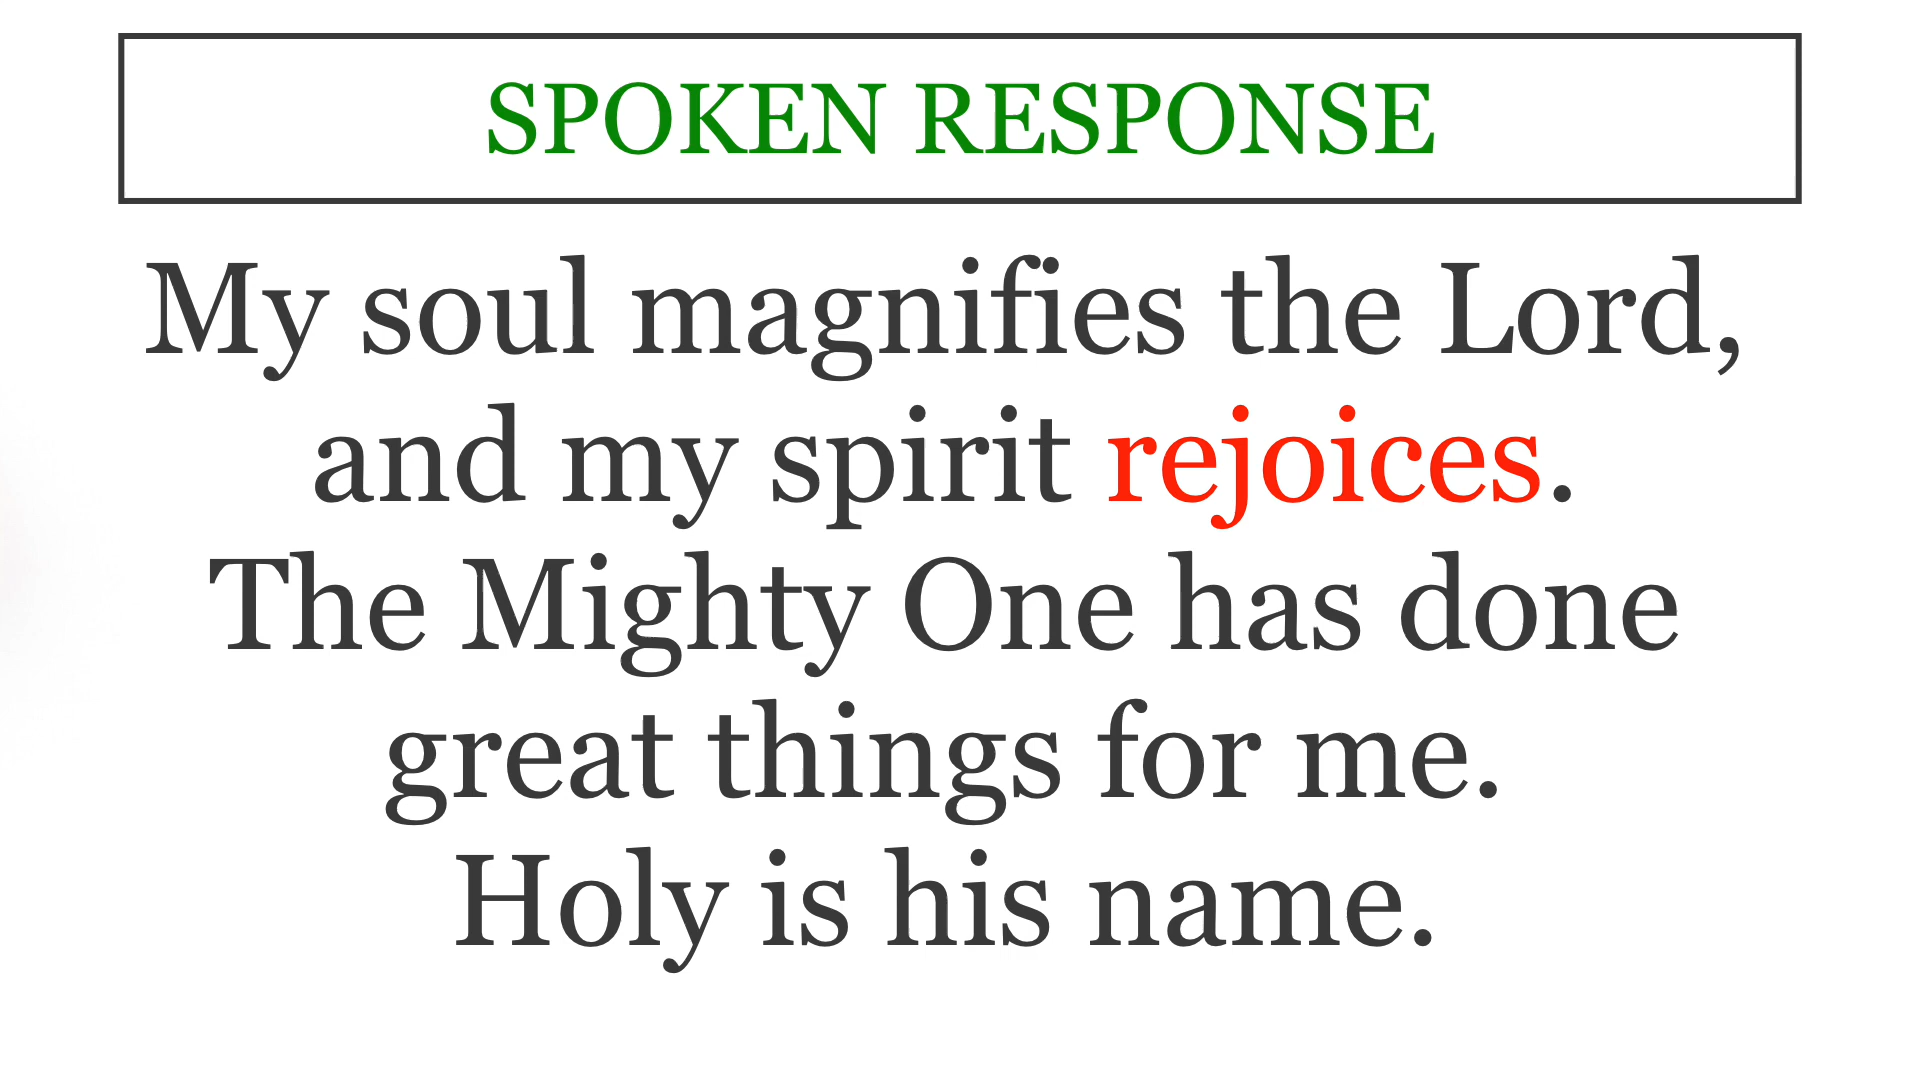 SPOKEN RESPONSE
My soul magnifies the Lord,
and my spirit rejoices.
The Mighty One has done
great things for me.
Holy is his name.